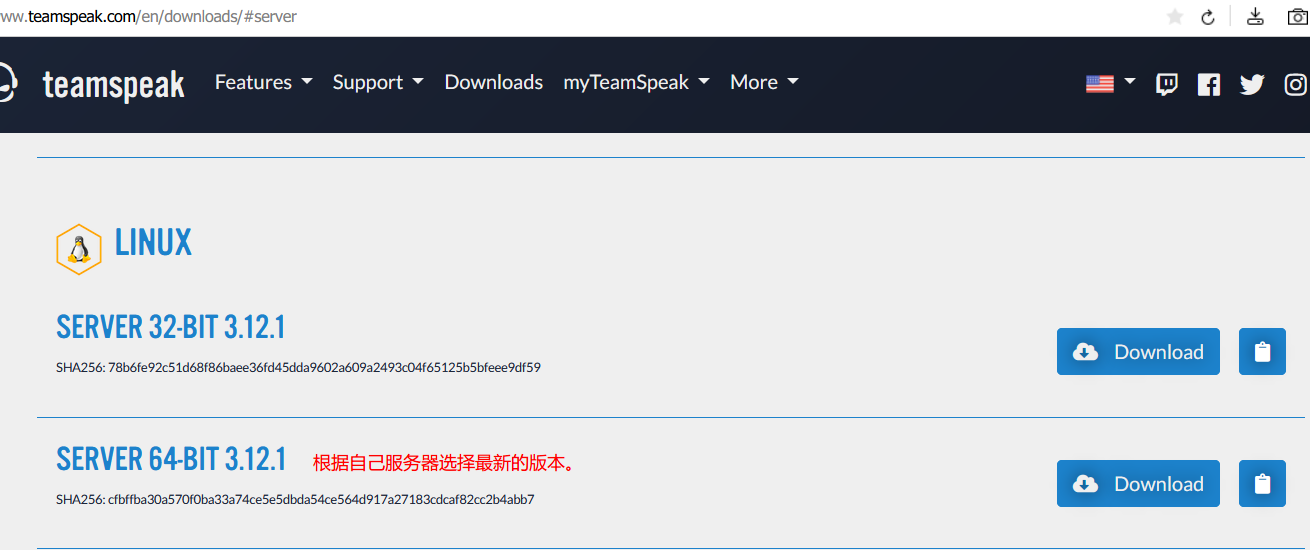 ww.teamspeak.com/en/downloads/#server
teamspeak Features Support Downloads myTeamSpeak More
LINUX
SERVER 32-BIT 3.12.1
SHA256: 78b6fe92c51d68f86baee36fd45dda9602a609a2493c04f65125b5bfeee9df59
Download
SERVER 64-BIT 3.12.1 根据自己服务器选择最新的版本。
SHA256: cfbffba30a570f0ba33a74ce5e5dbda54ce564d917a27183cdcaf82cc2b4abb7
Download